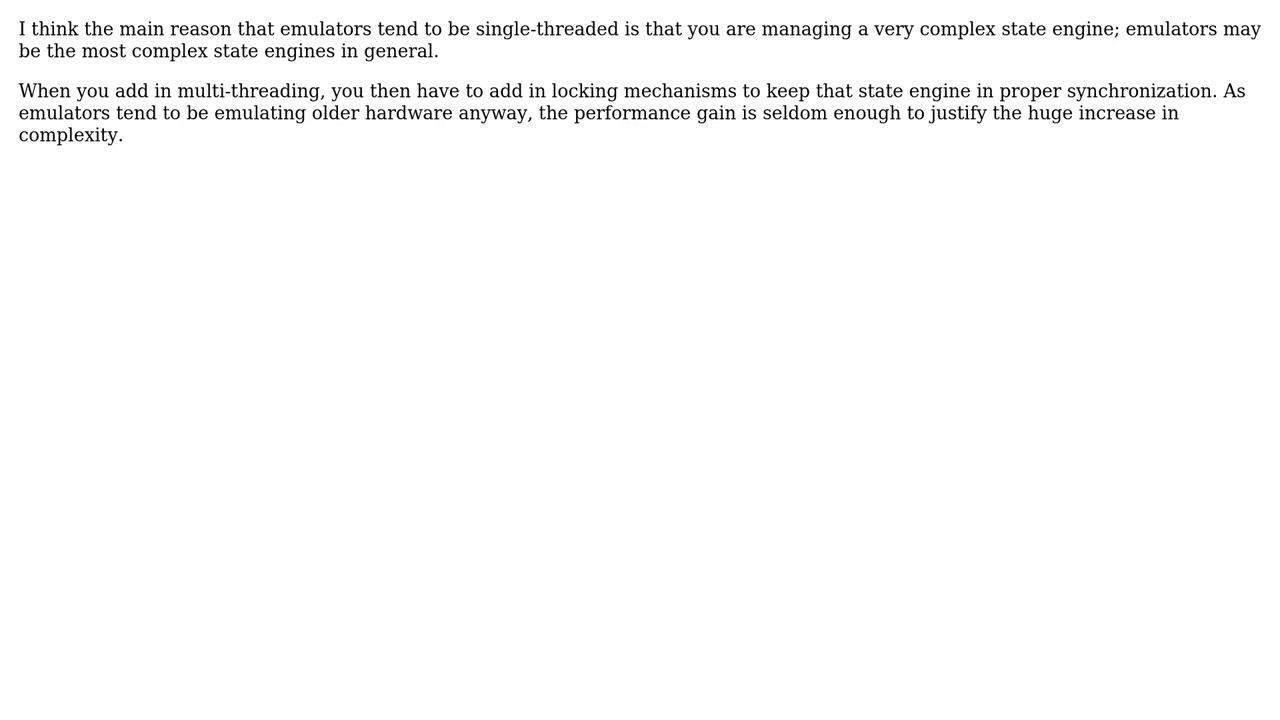 I think the main reason that emulators tend to be single-threaded is that you are managing a very complex state engine; emulators may
be the most complex state engines in general.
When you add in multi-threading, you then have to add in locking mechanisms to keep that state engine in proper synchronization. As
emulators tend to be emulating older hardware anyway, the performance gain is seldom enough to justify the huge increase in
complexity.